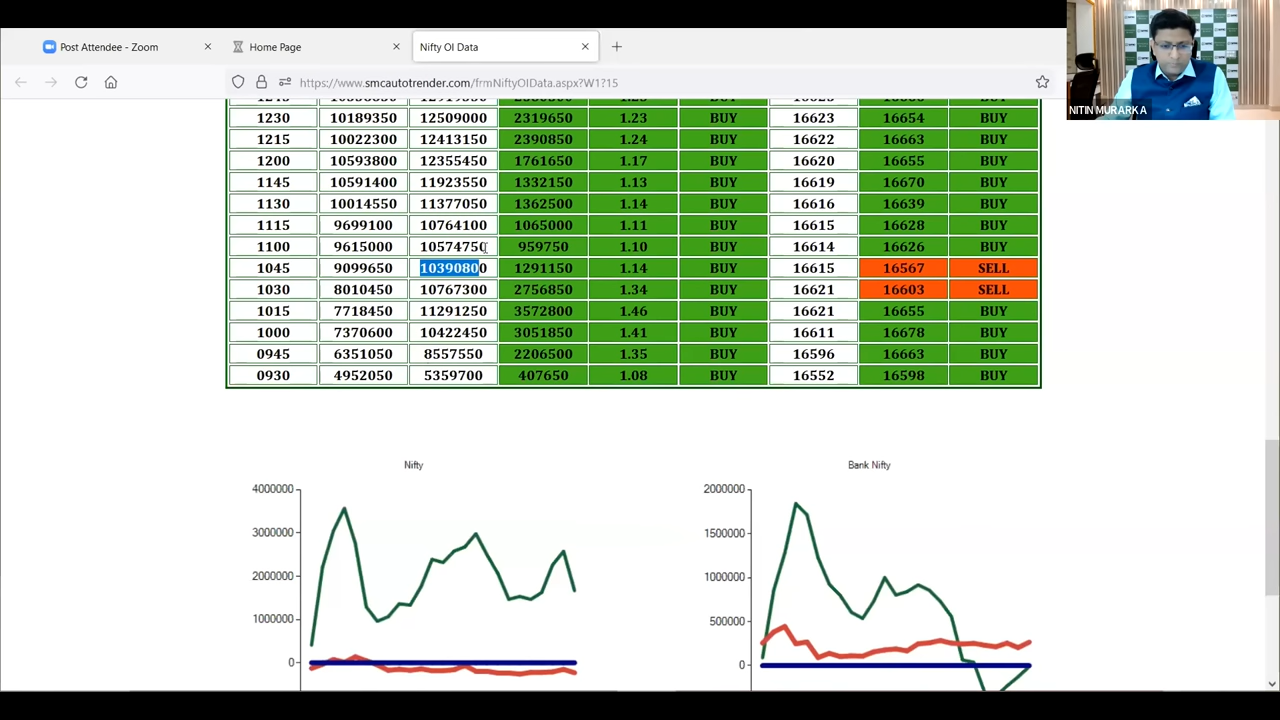 Post Attendee - Zoom
Home Page
Nifty OI Data
https://www.smcautotrender.com/frmNiftyOIData.aspx?W1?15
NITIN MURARKA
1230 10189350 12509000 2319650 1.23 BUY 16623 16654 BUY
1215 10022300 12413150 2390850 1.24 BUY 16622 16663 BUY
1200 10593800 12355450 1761650 1.17 BUY 16620 16655 BUY
1145 10591400 11923550 1332150 1.13 BUY 16619 16670 BUY
1130 10014550 11377050 1362500 1.14 BUY 16616 16639 BUY
1115 9699100 10764100 1065000 1.11 BUY 16615 16628 BUY
1100 9615000 10574750 959750 1.10 BUY 16614 16626 BUY
1045 9099650 10390800 1291150 1.14 BUY 16615 16567 SELL
1030 8010450 10767300 2756850 1.34 BUY 16621 16603 SELL
1015 7718450 11291250 3572800 1.46 BUY 16621 16655 BUY
1000 7370600 10422450 3051850 1.41 BUY 16611 16678 BUY
0945 6351050 8557550 2206500 1.35 BUY 16596 16663 BUY
0930 4952050 5359700 407650 1.08 BUY 16552 16598 BUY
Nifty
4000000
3000000
2000000
1000000
0
Bank Nifty
2000000
1500000
1000000
500000
0